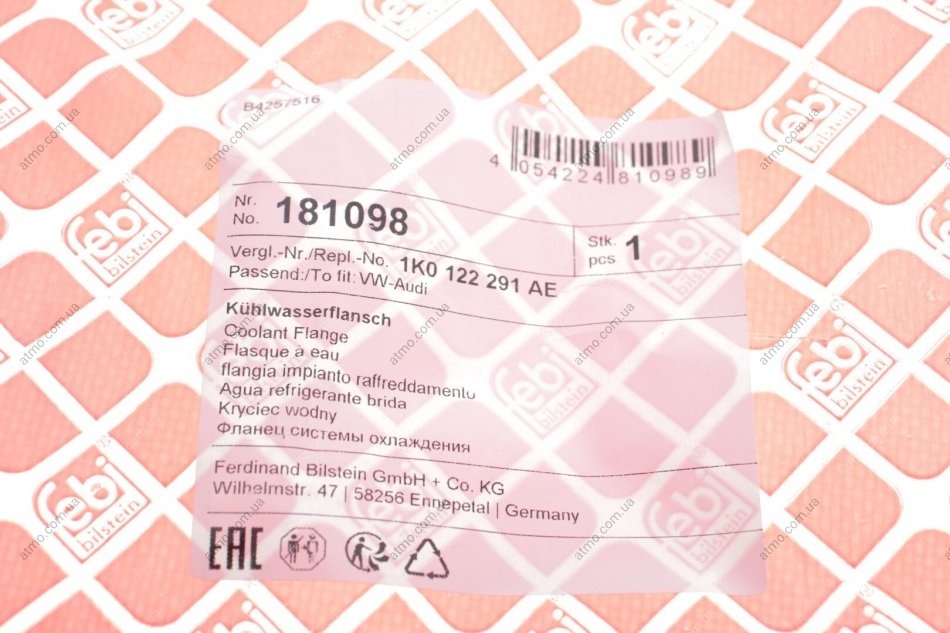 B4257516
4 054224 810989
Nr.
No. 181098
Stk.
pcs. 1
Vergl.-Nr./Repl.-No. 1K0 122 291 AE
Passend:/To fit: VW-Audi
Kühlwasserflansch
Coolant Flange
Flasque à eau
flangia impianto raffreddamento
Agua refrigerante brida
Kryciec wodny
Фланец системы охлаждения
Ferdinand Bilstein GmbH + Co. KG
Wilhelmstr. 47 | 58256 Ennepetal | Germany
EAC
febi
bilstein
atmo.com.ua